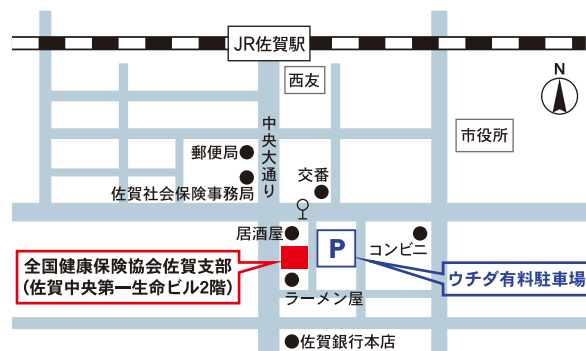 JR佐賀駅
西友
N
中央大通り
市役所
郵便局
交番
佐賀社会保険事務局
居酒屋
P
コンビニ
全国健康保険協会佐賀支部
(佐賀中央第一生命ビル2階)
ウチダ有料駐車場
ラーメン屋
佐賀銀行本店